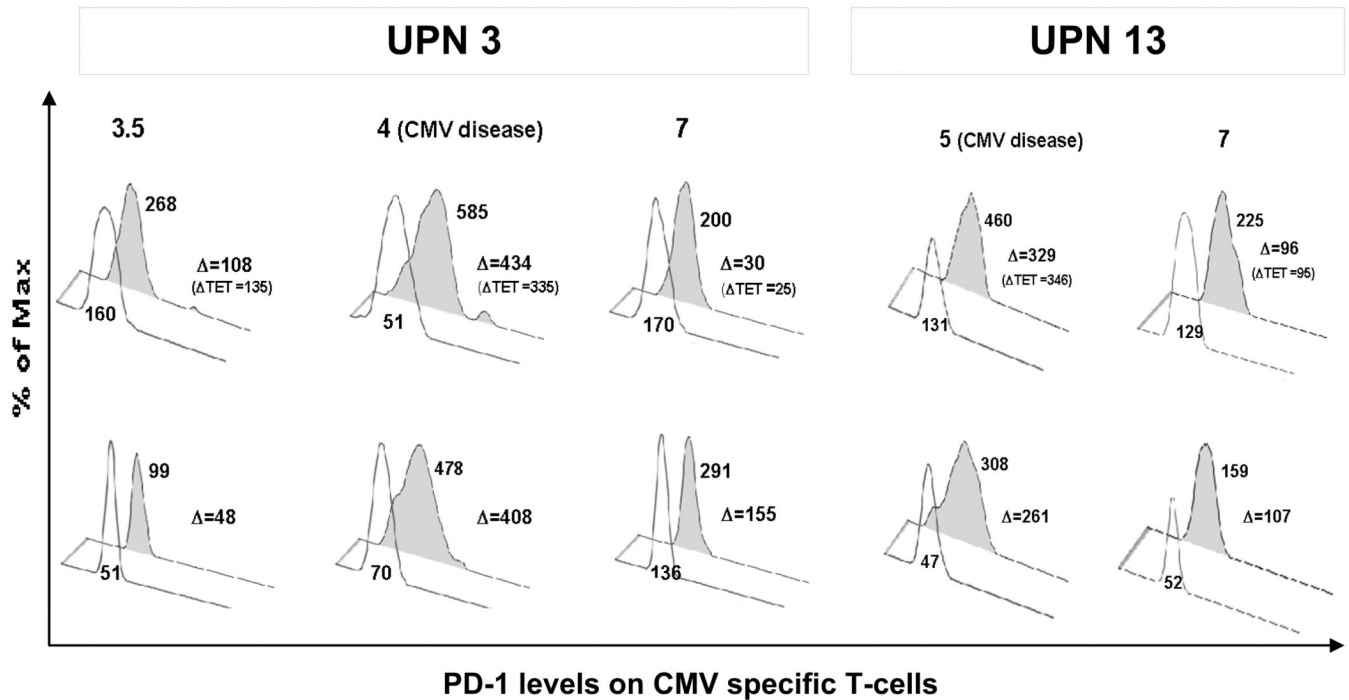 UPN 3
UPN 13
% of Max
3.5
4 (CMV disease)
7
5 (CMV disease)
7
268
Δ=108
(ΔTET =135)
160
585
Δ=434
(ΔTET =335)
51
200
Δ=30
(ΔTET =25)
170
460
Δ=329
(ΔTET =346)
131
225
Δ=96
(ΔTET =95)
129
99
Δ=48
51
478
Δ=408
70
291
Δ=155
136
308
Δ=261
47
159
Δ=107
52
PD-1 levels on CMV specific T-cells